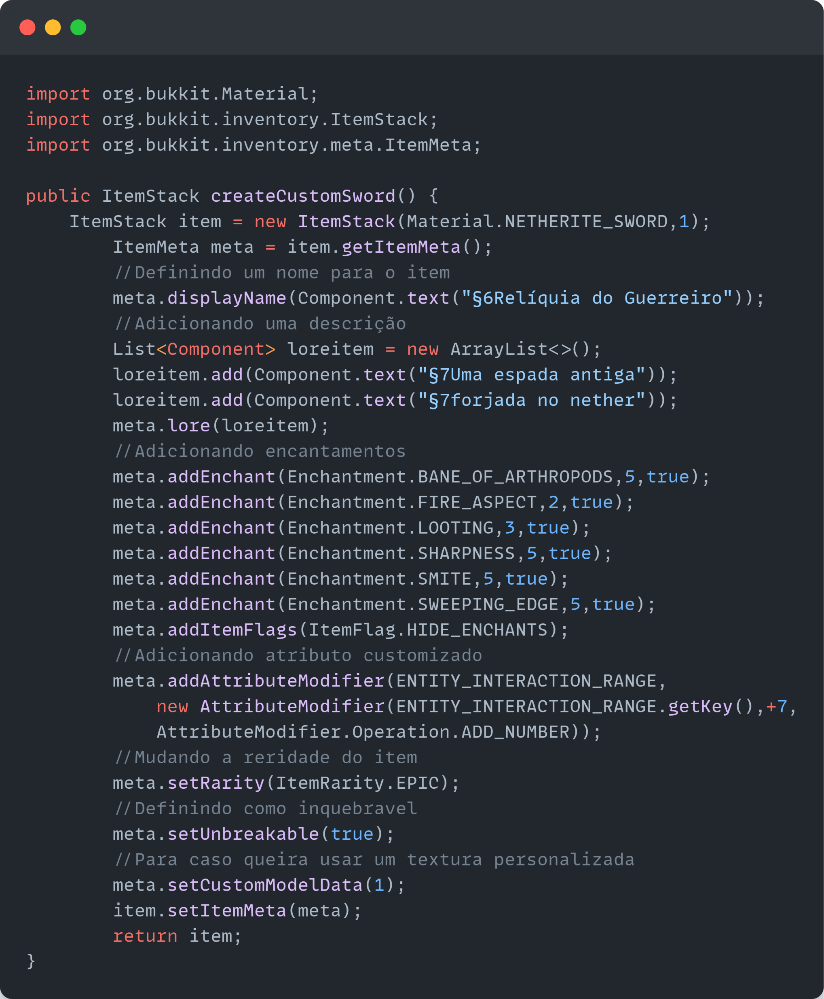 import org.bukkit.Material;
import org.bukkit.inventory.ItemStack;
import org.bukkit.inventory.meta.ItemMeta;

public ItemStack createCustomSword() {
    ItemStack item = new ItemStack(Material.NETHERITE_SWORD,1);
        ItemMeta meta = item.getItemMeta();
        //Definindo um nome para o item
        meta.displayName(Component.text("§6Relíquia do Guerreiro"));
        //Adicionando uma descrição
        List<Component> loreitem = new ArrayList<>();
        loreitem.add(Component.text("§7Uma espada antiga"));
        loreitem.add(Component.text("§7forjada no nether"));
        meta.lore(loreitem);
        //Adicionando encantamentos
        meta.addEnchant(Enchantment.BANE_OF_ARTHROPODS,5,true);
        meta.addEnchant(Enchantment.FIRE_ASPECT,2,true);
        meta.addEnchant(Enchantment.LOOTING,3,true);
        meta.addEnchant(Enchantment.SHARPNESS,5,true);
        meta.addEnchant(Enchantment.SMITE,5,true);
        meta.addEnchant(Enchantment.SWEEPING_EDGE,5,true);
        meta.addItemFlags(ItemFlag.HIDE_ENCHANTS);
        //Adicionando atributo customizado
        meta.addAttributeModifier(ENTITY_INTERACTION_RANGE,
            new AttributeModifier(ENTITY_INTERACTION_RANGE.getKey(),+7,
            AttributeModifier.Operation.ADD_NUMBER));
        //Mudando a reridade do item
        meta.setRarity(ItemRarity.EPIC);
        //Definindo como inquebravel
        meta.setUnbreakable(true);
        //Para caso queira usar um textura personalizada
        meta.setCustomModelData(1);
        item.setItemMeta(meta);
        return item;
}